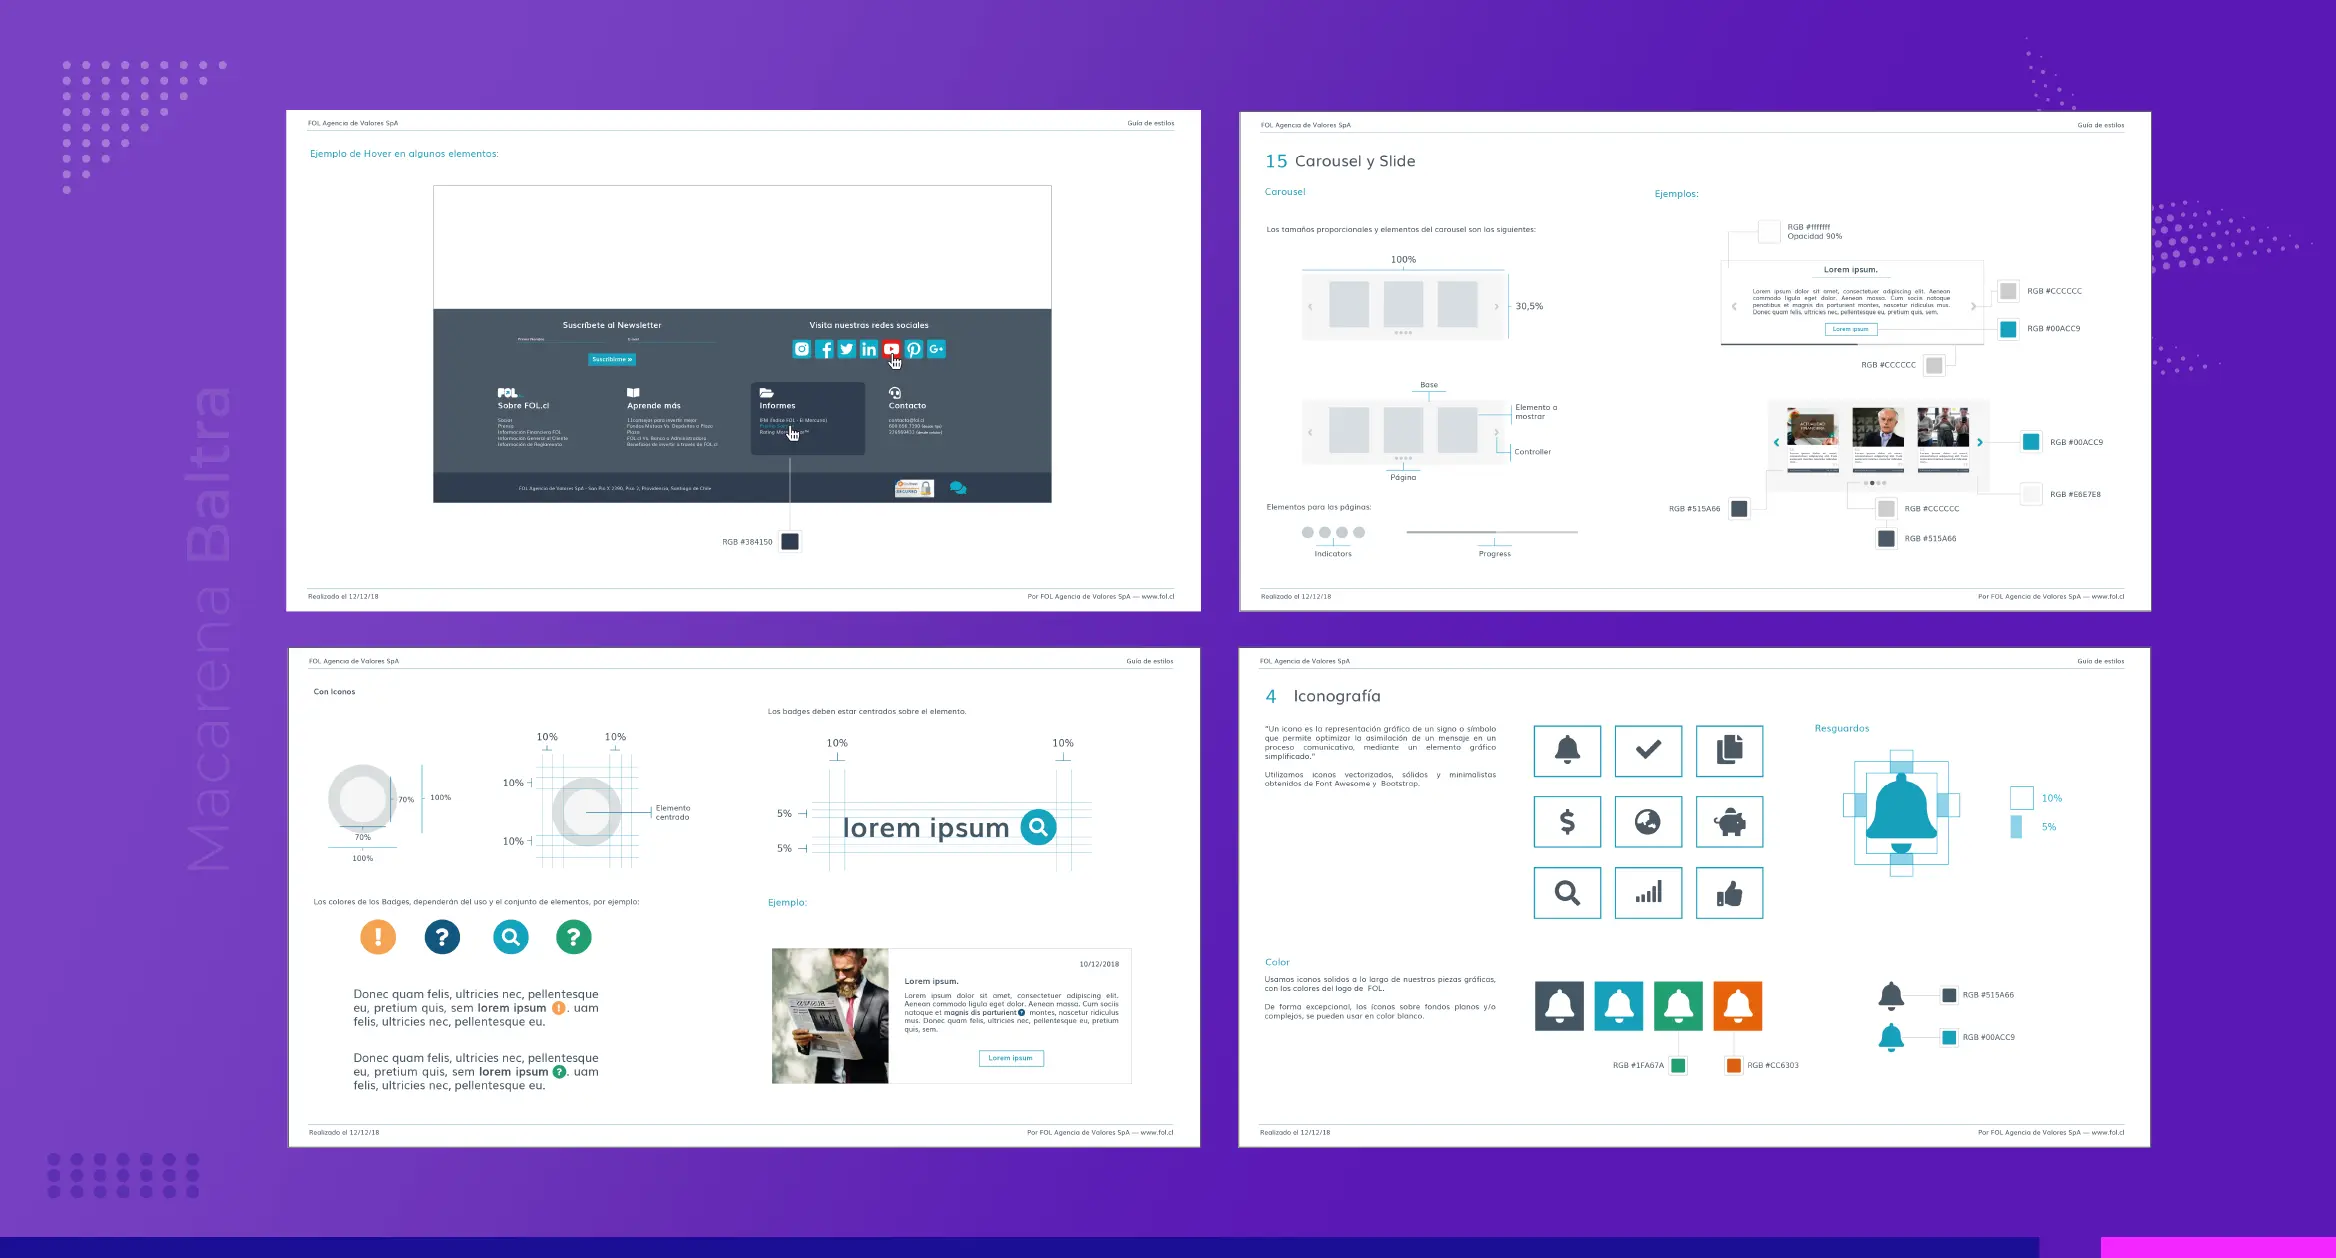 Macarena Baltra
FOL Agencia de Valores SpA
Guía de estilos
Ejemplo de Hover en algunos elementos:
Suscríbete al Newsletter
Visita nuestras redes sociales
Suscribirme »
FOL
Sobre FOL.cl
Aprende más
Informes
Contacto
Información Financiera FOL
Información General al Cliente
Información de Reglamento
FOL Agencia de Valores SpA - San Pío X 2390, Piso 2, Providencia, Santiago de Chile
RGB #384150
Realizado el 12/12/18
Por FOL Agencia de Valores SpA — www.fol.cl
FOL Agencia de Valores SpA
Guía de estilos
15 Carousel y Slide
Carousel
Ejemplos:
Los tamaños proporcionales y elementos del carousel son los siguientes:
100%
30,5%
Base
Elemento a
mostrar
Controller
Página
Elementos para las páginas:
Indicators
Progress
RGB #ffffff
Opacidad 90%
Lorem ipsum.
Lorem ipsum dolor sit amet, consectetuer adipiscing elit. Aenean
commodo ligula eget dolor. Aenean massa. Cum sociis natoque
penatibus et magnis dis parturient montes, nascetur ridiculus mus.
Donec quam felis, ultricies nec, pellentesque eu, pretium quis, sem.
Lorem ipsum
RGB #CCCCCC
RGB #00ACC9
RGB #CCCCCC
RGB #00ACC9
RGB #E6E7E8
RGB #515A66
RGB #CCCCCC
RGB #515A66
Realizado el 12/12/18
Por FOL Agencia de Valores SpA — www.fol.cl
FOL Agencia de Valores SpA
Guía de estilos
Con iconos
70%
100%
70%
100%
10%
10%
10%
10%
Elemento
centrado
Los badges deben estar centrados sobre el elemento.
10%
10%
5%
5%
lorem ipsum
Los colores de los Badges, dependerán del uso y el conjunto de elementos, por ejemplo:
! ? ?
Donec quam felis, ultricies nec, pellentesque
eu, pretium quis, sem lorem ipsum !. uam
felis, ultricies nec, pellentesque eu.
Donec quam felis, ultricies nec, pellentesque
eu, pretium quis, sem lorem ipsum ?. uam
felis, ultricies nec, pellentesque eu.
Ejemplo:
10/12/2018
Lorem ipsum.
Lorem ipsum dolor sit amet, consectetuer adipiscing elit.
Aenean commodo ligula eget dolor. Aenean massa. Cum sociis
natoque et magnis dis parturient ? montes, nascetur ridiculus
mus. Donec quam felis, ultricies nec, pellentesque eu, pretium
quis, sem.
Lorem ipsum
Realizado el 12/12/18
Por FOL Agencia de Valores SpA — www.fol.cl
FOL Agencia de Valores SpA
Guía de estilos
4 Iconografía
"Un icono es la representación gráfica de un signo o símbolo
que permite optimizar la asimilación de un mensaje en un
proceso comunicativo, mediante un elemento gráfico
simplificado."
Utilizamos iconos vectorizados, sólidos y minimalistas
obtenidos de Font Awesome y Bootstrap.
Resguardos
10%
5%
Color
Usamos iconos solidos a lo largo de nuestras piezas gráficas,
con los colores del logo de FOL.
De forma excepcional, los íconos sobre fondos planos y/o
complejos, se pueden usar en color blanco.
RGB #1FA67A
RGB #CC6303
RGB #515A66
RGB #00ACC9
Realizado el 12/12/18
Por FOL Agencia de Valores SpA — www.fol.cl